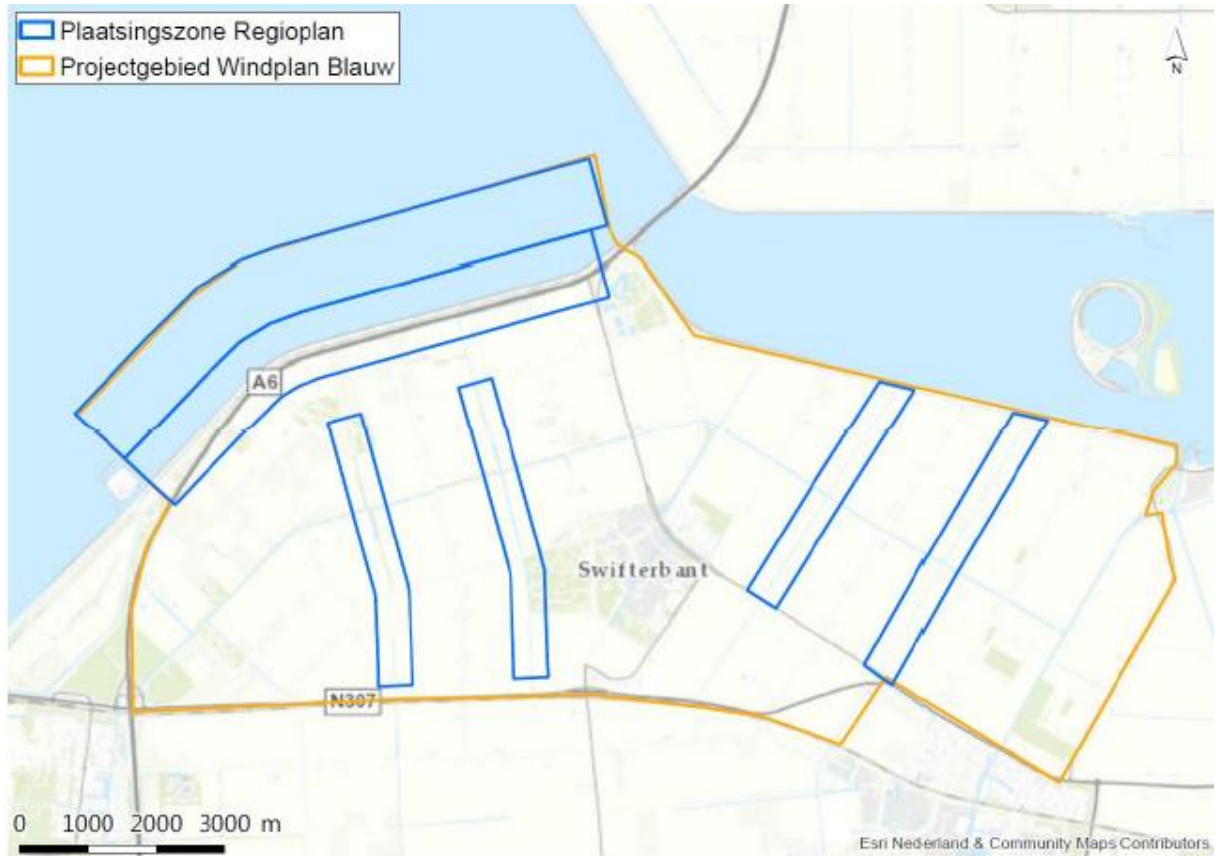 Plaatsingszone Regioplan
Projectgebied Windplan Blauw
N
A6
Swifterbant
N307
0 1000 2000 3000 m
Esri Nederland & Community Maps Contributors